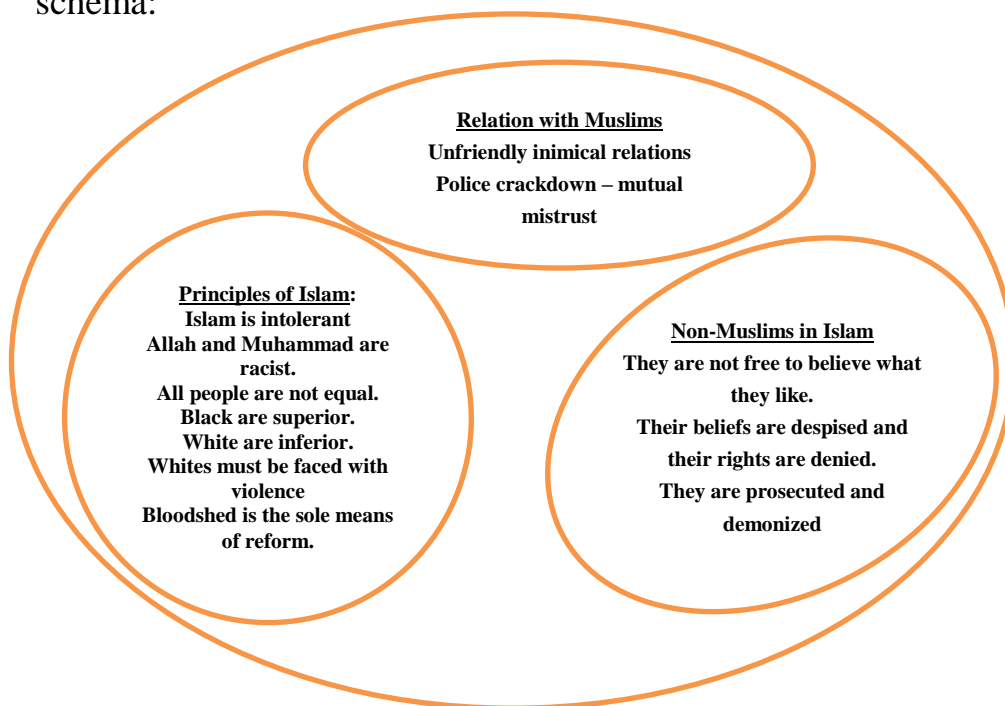 schema:
Relation with Muslims
Unfriendly inimical relations
Police crackdown – mutual
mistrust
Principles of Islam:
Islam is intolerant
Allah and Muhammad are
racist.
All people are not equal.
Black are superior.
White are inferior.
Whites must be faced with
violence
Bloodshed is the sole means
of reform.
Non-Muslims in Islam
They are not free to believe what
they like.
Their beliefs are despised and
their rights are denied.
They are prosecuted and
demonized